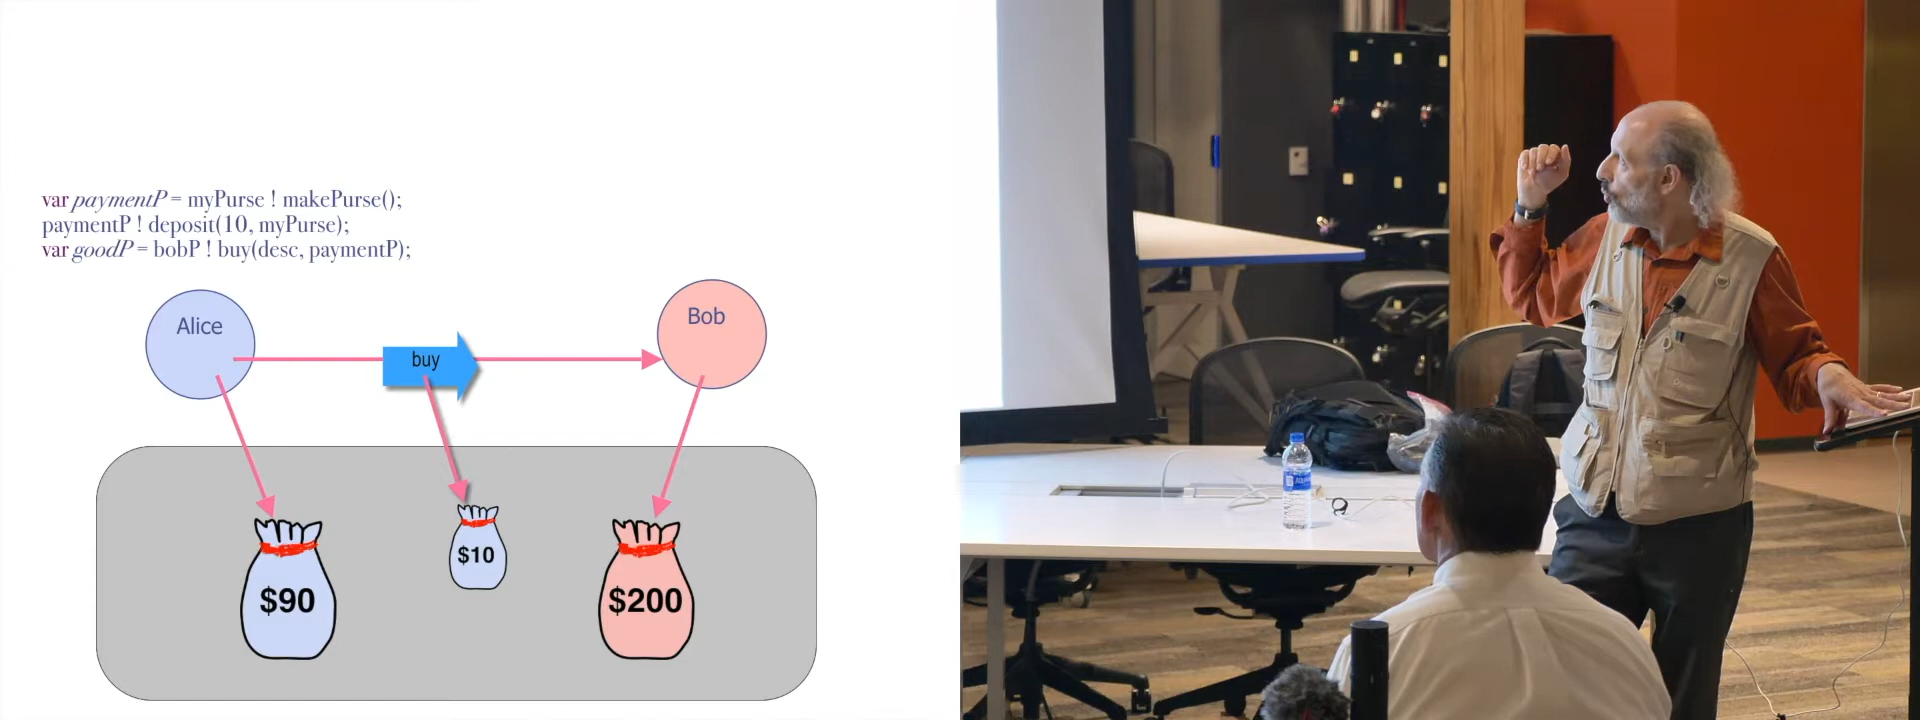 var paymentP = myPurse ! makePurse();
paymentP ! deposit(10, myPurse);
var goodP = bobP ! buy(desc, paymentP);
Alice
Bob
buy
$90
$10
$200